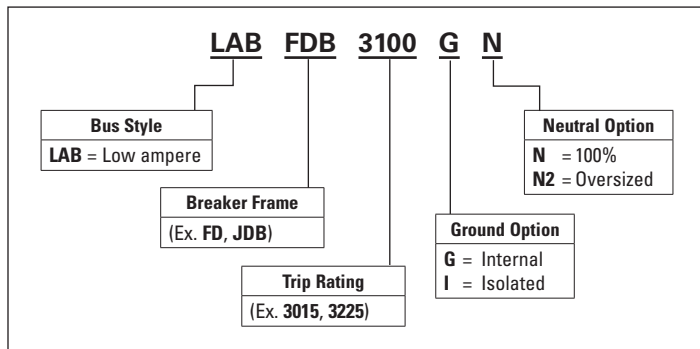 LAB FDB 3100 G N
Bus Style
LAB = Low ampere
Breaker Frame
(Ex. FD, JDB)
Trip Rating
(Ex. 3015, 3225)
Ground Option
G = Internal
I = Isolated
Neutral Option
N = 100%
N2 = Oversized